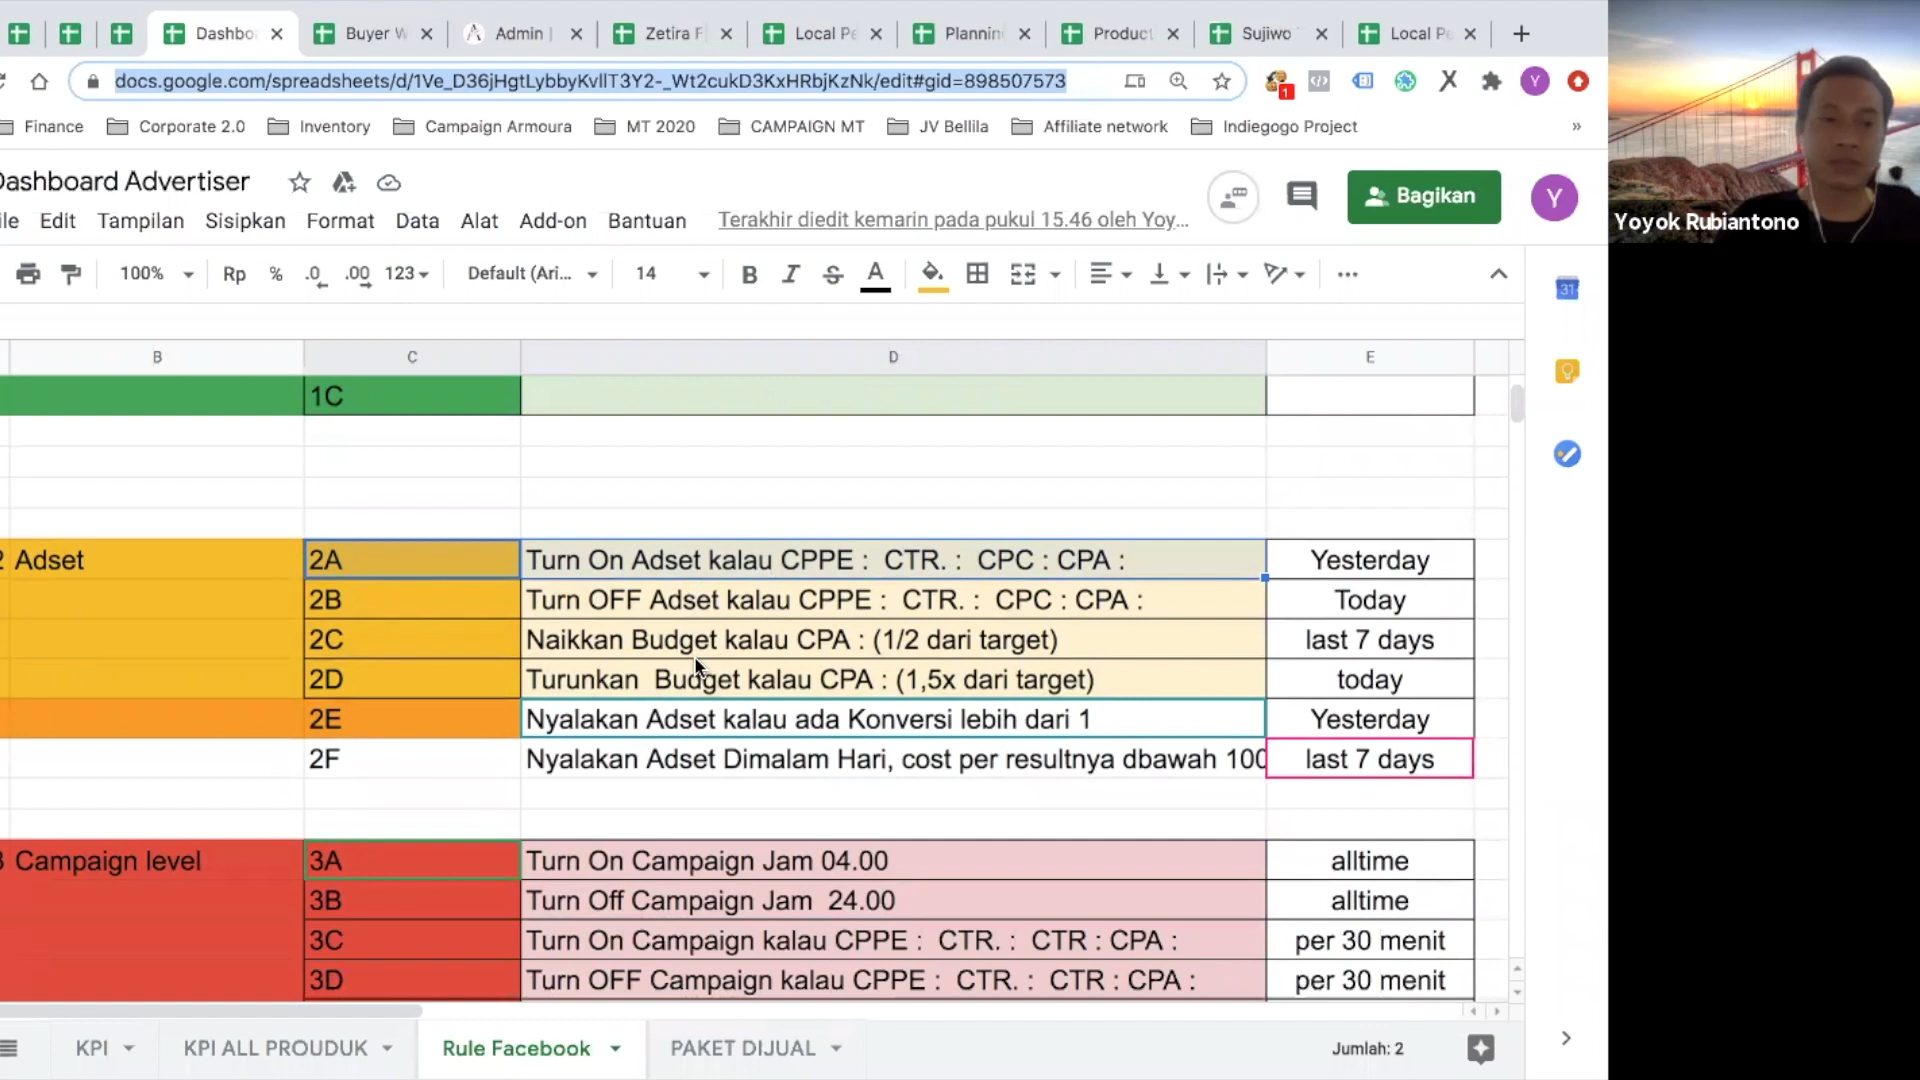 Dashbo
Buyer W
Admin |
Zetira F
Local Pe
Plannin
Product
Sujiwo
Local Pe
docs.google.com/spreadsheets/d/1Ve_D36jHgtLybbyKvllT3Y2-_Wt2cukD3KxHRbjKzNk/edit#gid=898507573
1
Y
Finance
Corporate 2.0
Inventory
Campaign Armoura
MT 2020
CAMPAIGN MT
JV Bellila
Affiliate network
Indiegogo Project
»
Dashboard Advertiser
Bagikan
Y
Yoyok Rubiantono
ile Edit Tampilan Sisipkan Format Data Alat Add-on Bantuan
Terakhir diedit kemarin pada pukul 15.46 oleh Yoy...
100% Rp % .0 .00 123 Default (Ari... 14 B I S A
31
B C D E
1C
2 Adset 2A Turn On Adset kalau CPPE : CTR. : CPC : CPA : Yesterday
2B Turn OFF Adset kalau CPPE : CTR. : CPC : CPA : Today
2C Naikkan Budget kalau CPA : (1/2 dari target) last 7 days
2D Turunkan Budget kalau CPA : (1,5x dari target) today
2E Nyalakan Adset kalau ada Konversi lebih dari 1 Yesterday
2F Nyalakan Adset Dimalam Hari, cost per resultnya dbawah 100 last 7 days
3 Campaign level 3A Turn On Campaign Jam 04.00 alltime
3B Turn Off Campaign Jam 24.00 alltime
3C Turn On Campaign kalau CPPE : CTR. : CTR : CPA : per 30 menit
3D Turn OFF Campaign kalau CPPE : CTR. : CTR : CPA : per 30 menit
KPI
KPI ALL PROUDUK
Rule Facebook
PAKET DIJUAL
Jumlah: 2